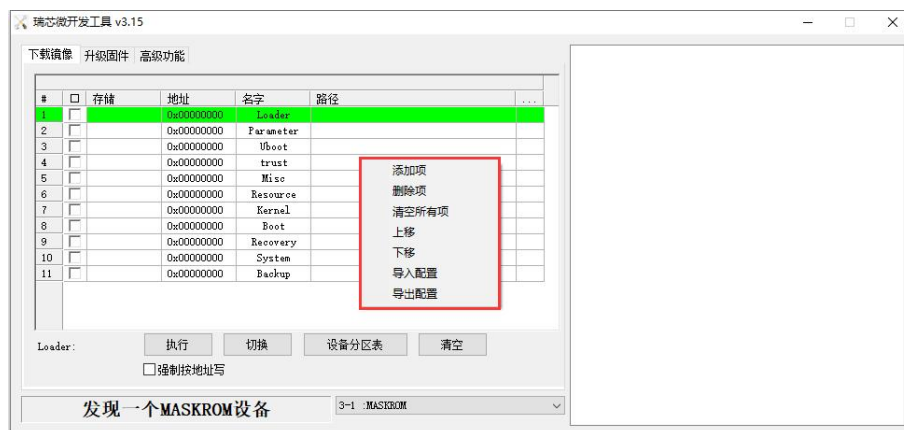 瑞芯微开发工具 v3.15
下载镜像 升级固件 高级功能
# 存储 地址 名字 路径 ...
1 0x00000000 Loader
2 0x00000000 Parameter
3 0x00000000 Uboot
4 0x00000000 trust
5 0x00000000 Misc
6 0x00000000 Resource
7 0x00000000 Kernel
8 0x00000000 Boot
9 0x00000000 Recovery
10 0x00000000 System
11 0x00000000 Backup
添加项
删除项
清空所有项
上移
下移
导入配置
导出配置
Loader: 执行 切换 设备分区表 清空
强制按地址写
发现一个MASKROM设备 3-1 :MASKROM